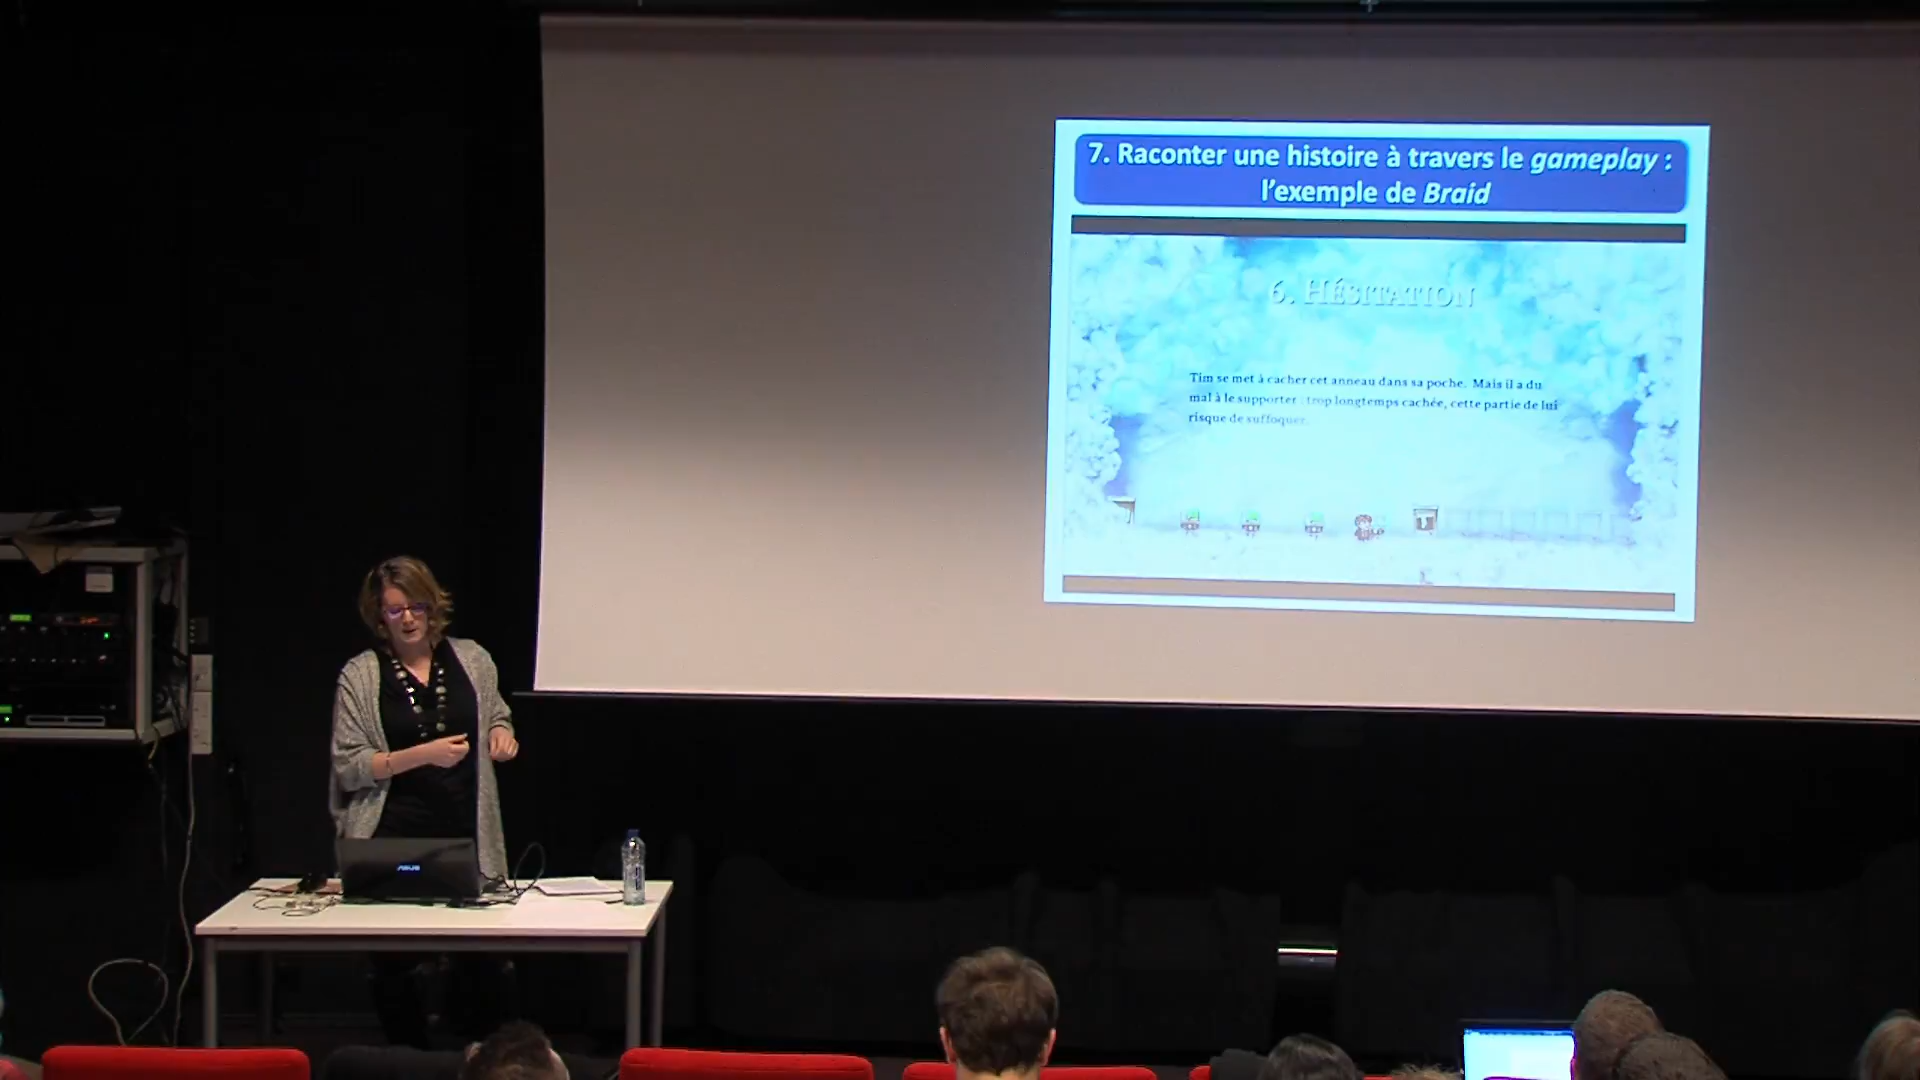 7. Raconter une histoire à travers le gameplay :
l'exemple de Braid
6. HÉSITATION
Tim se met à cacher cet anneau dans sa poche. Mais il a du
mal à le supporter : trop longtemps cachée, cette partie de lui
risque de suffoquer.
ASUS